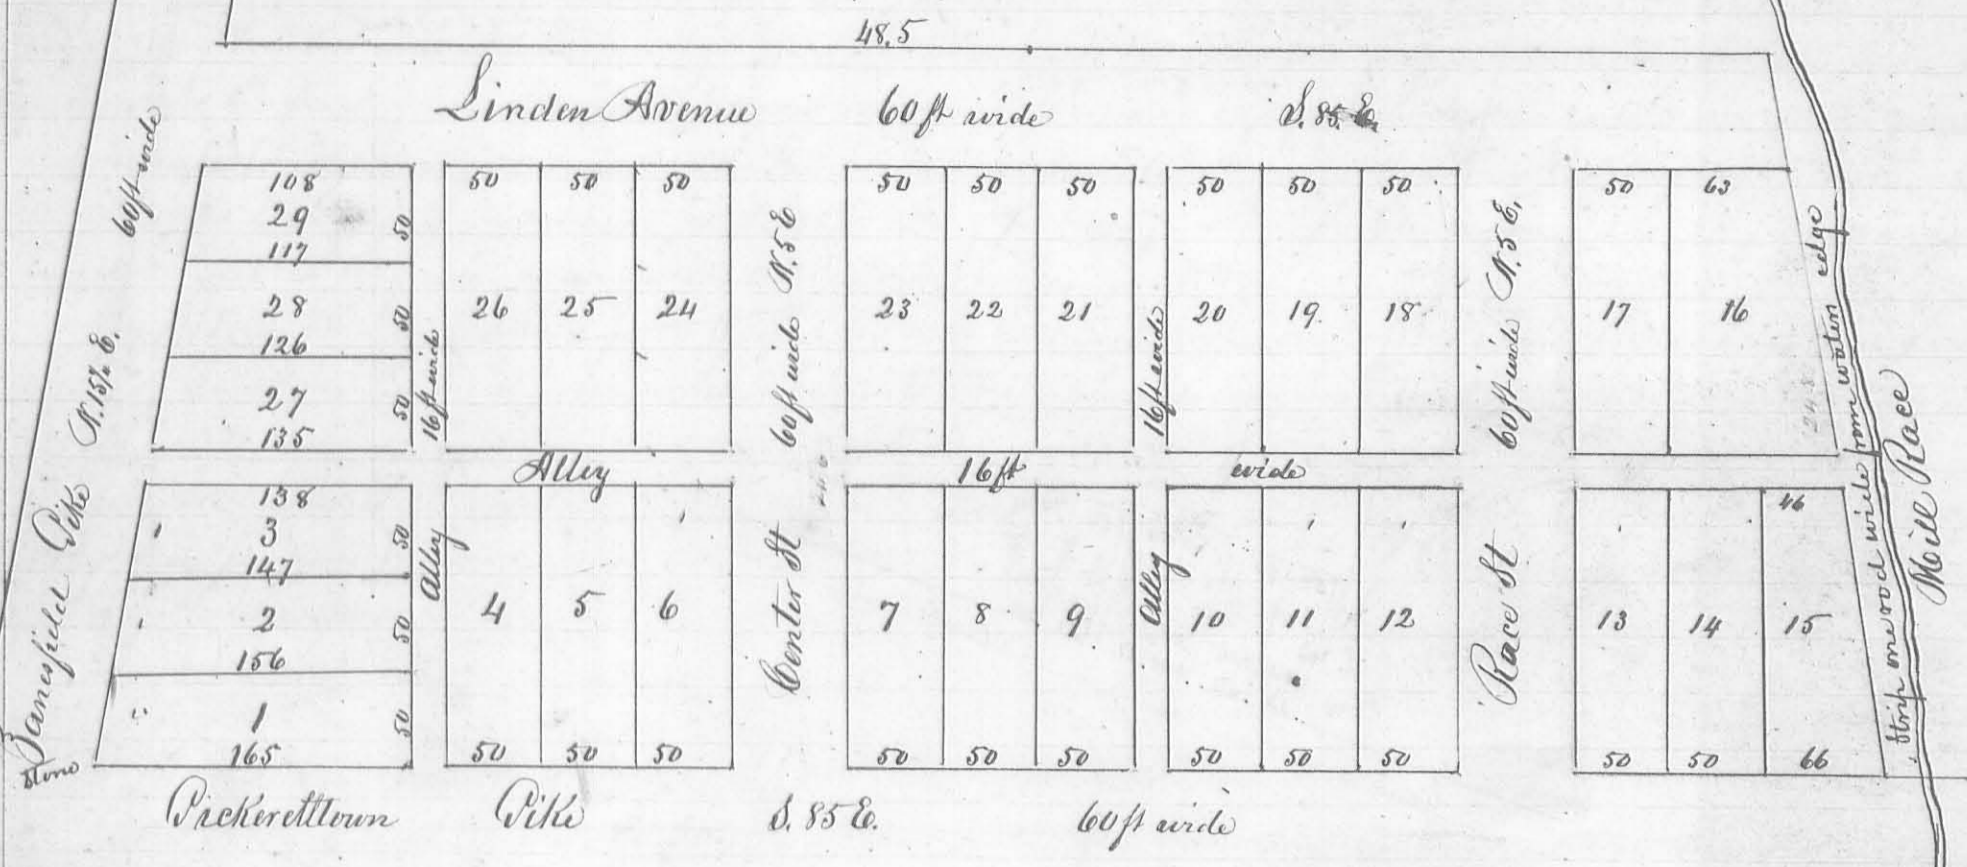 48.5
Linden Avenue 60 ft wide S. 85. E.
60 ft wide
108 50 50 50 50 50 50 50 50 50 50 63
29 50
117
N. 5 E
N. 5 E.
water edge
28 50 26 25 24 23 22 21 20 19 18 17 16
126
16 ft wide 60 ft wide 16 ft wide 60 ft wide
N. 15½ E.
27 50
135
Alley 16 ft wide
138 46
3 50
147
Zanesfield Pike
Alley Center St Alley Race St
Strip one rod wide from
Mill Race
2 50 4 5 6 7 8 9 10 11 12 13 14 15
156
1 50
165 50 50 50 50 50 50 50 50 50 50 50 66
Stone
Pickerelltown Pike S. 85 E. 60 ft wide